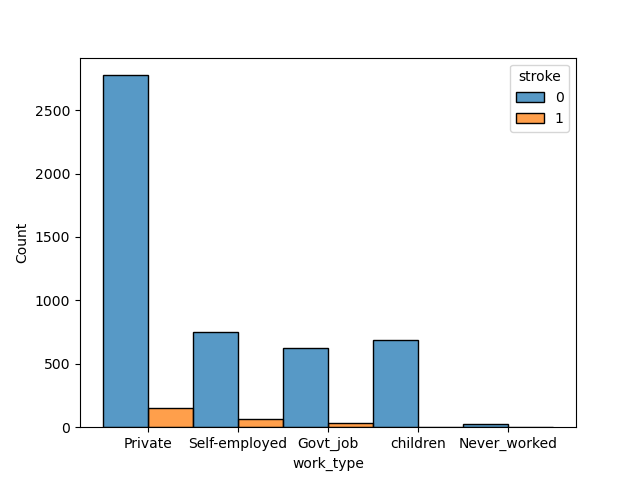 stroke
0
1
2500
2000
1500
1000
500
0
Count
Private Self-employed Govt_job children Never_worked
work_type